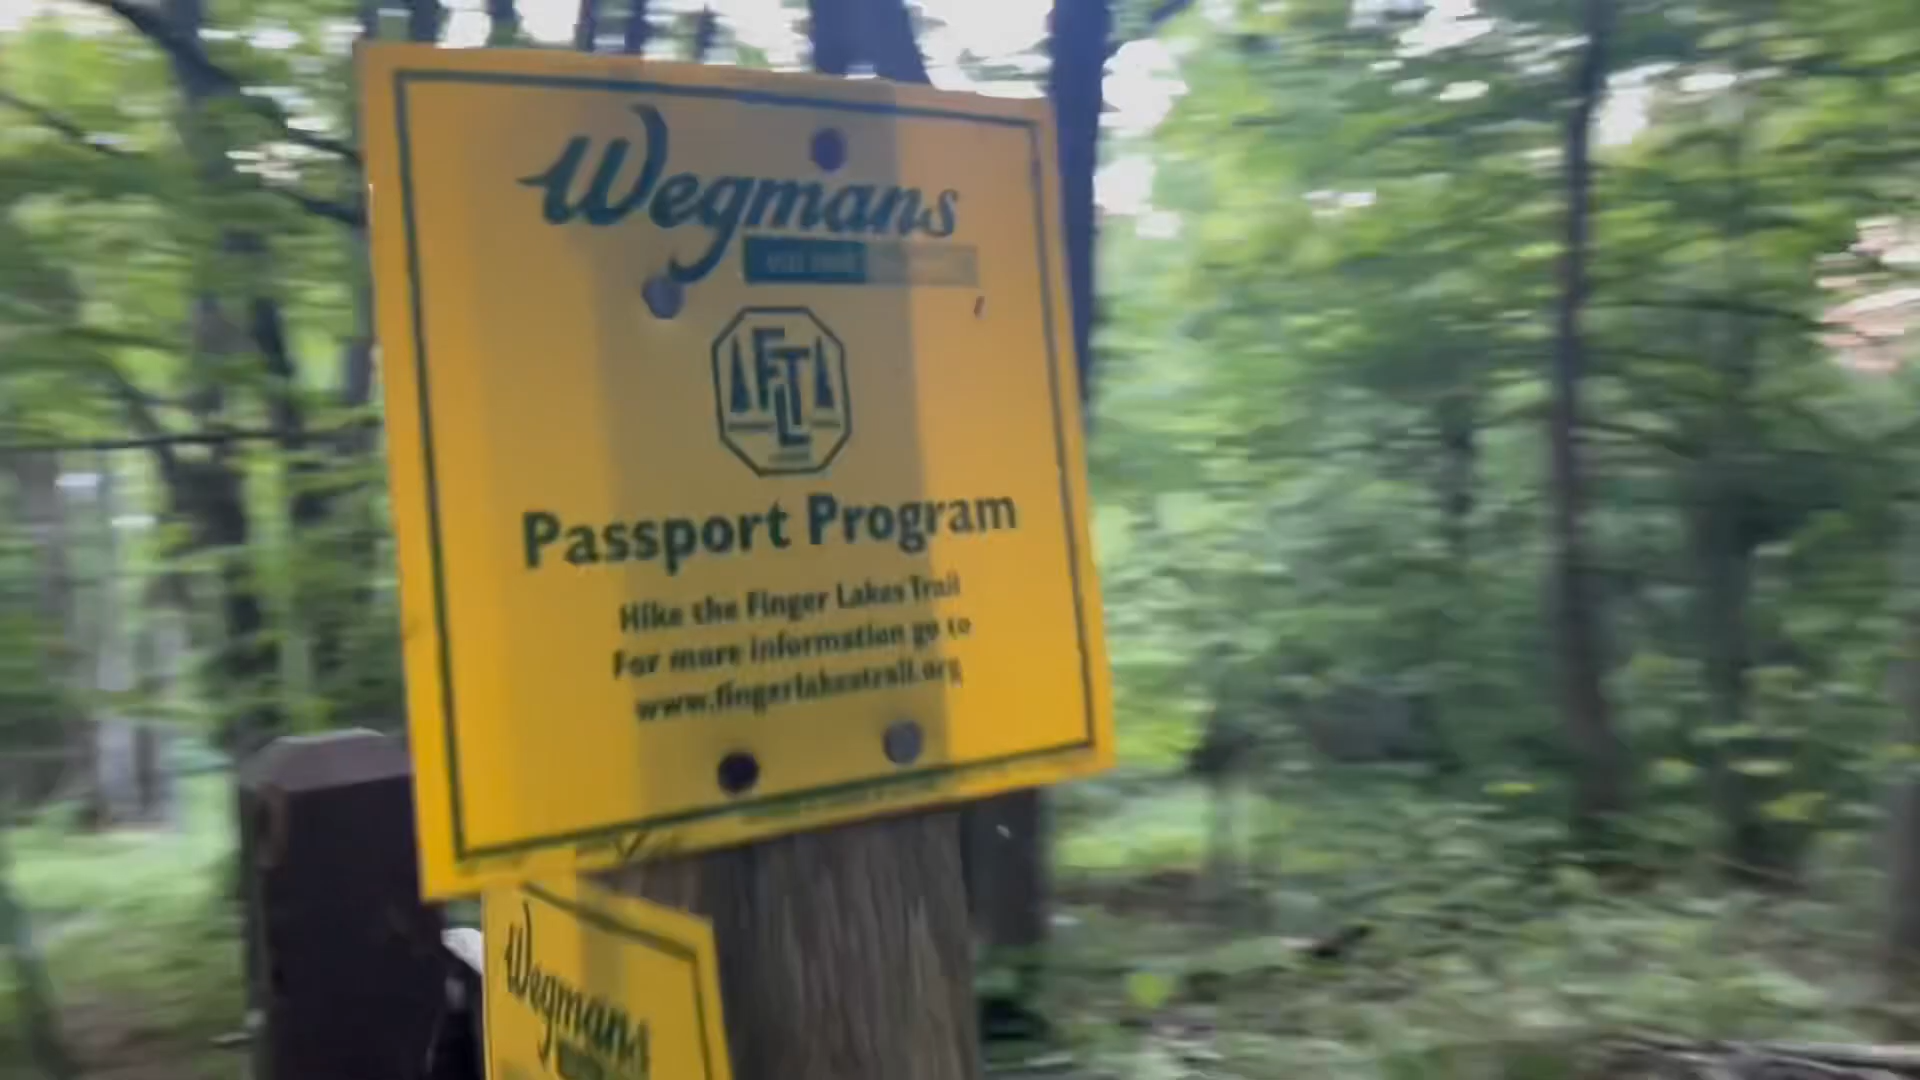 Wegmans
FLT
Passport Program
Hike the Finger Lakes Trail
For more information go to
www.fingerlakestrail.org
Wegmans